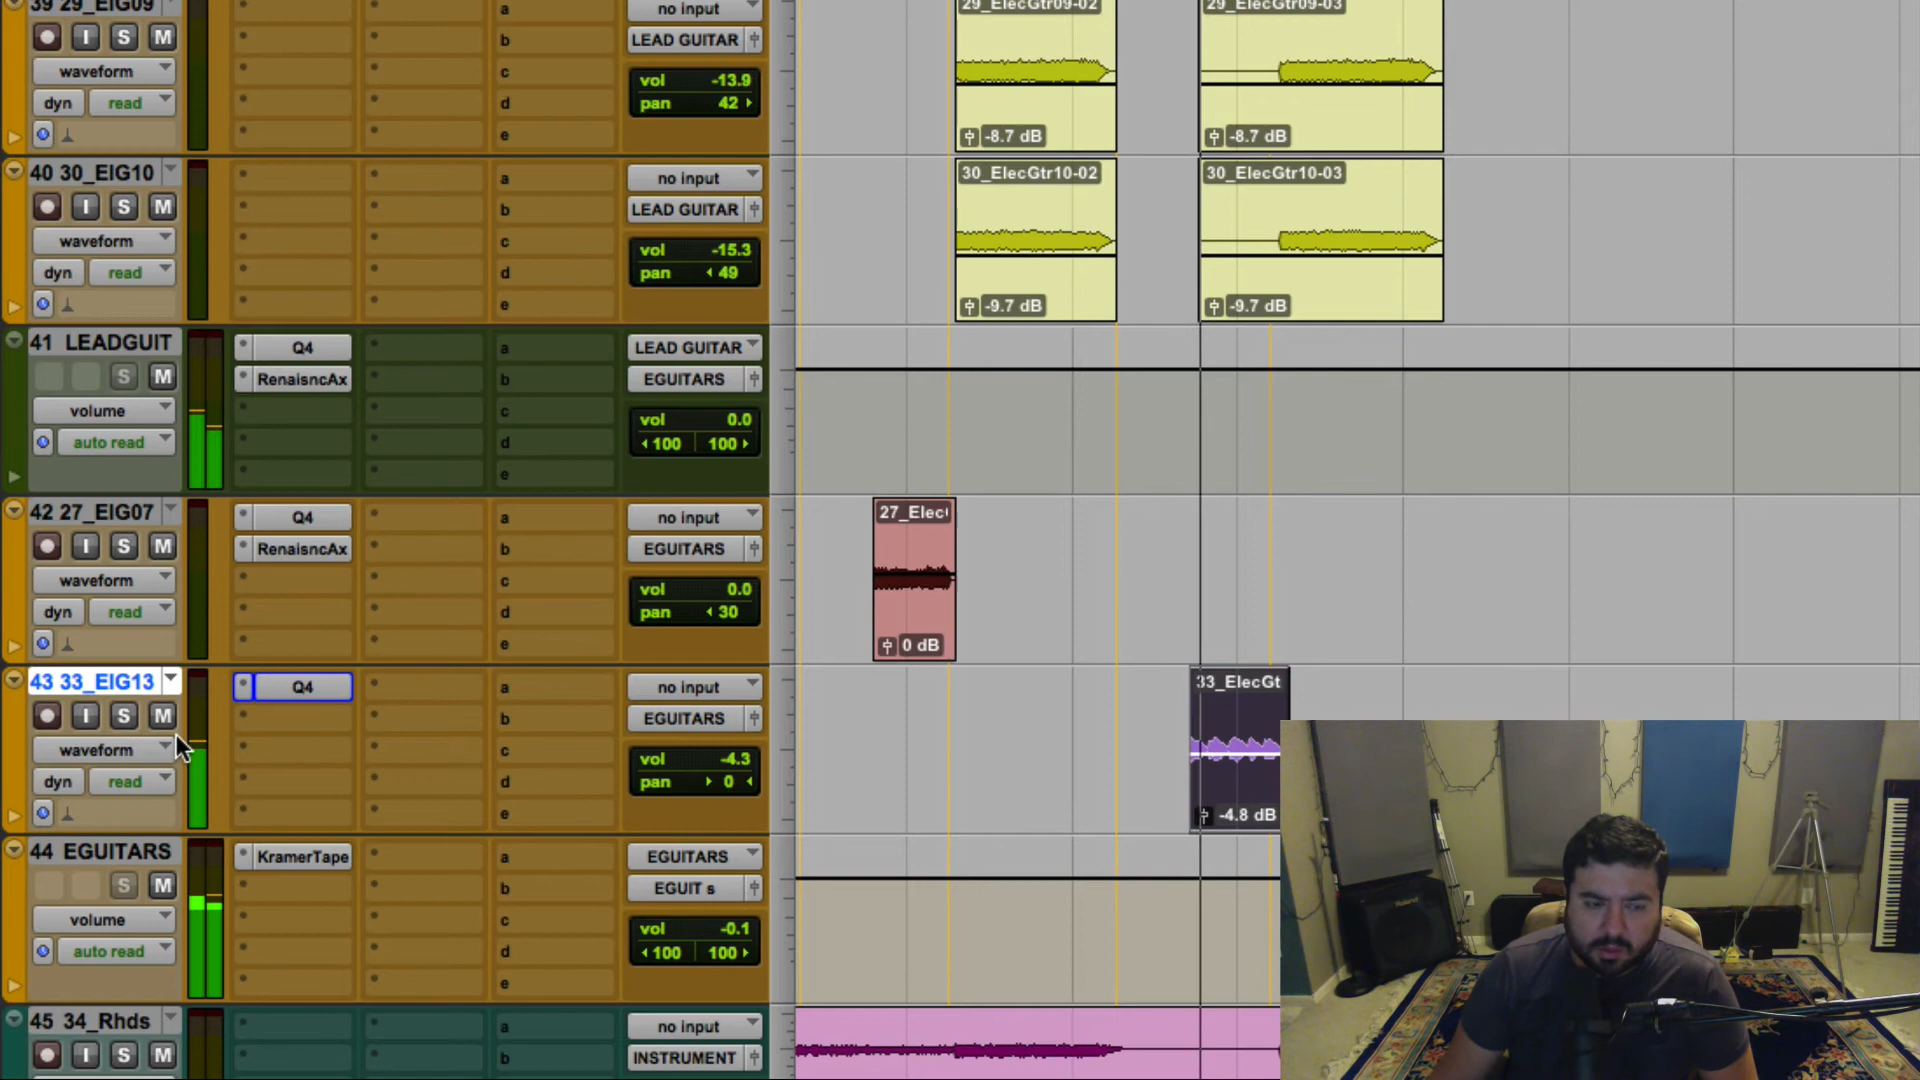 39 29_EIG09
I S M
waveform
dyn read
a
b
c
d
e
no input
LEAD GUITAR
vol -13.9
pan 42
29_ElecGtr09-02
-8.7 dB
29_ElecGtr09-03
-8.7 dB
40 30_EIG10
I S M
waveform
dyn read
a
b
c
d
e
no input
LEAD GUITAR
vol -15.3
pan 49
30_ElecGtr10-02
-9.7 dB
30_ElecGtr10-03
-9.7 dB
41 LEADGUIT
S M
volume
auto read
Q4
RenaisncAx
a
b
c
d
e
LEAD GUITAR
EGUITARS
vol 0.0
100 100
42 27_EIG07
I S M
waveform
dyn read
Q4
RenaisncAx
a
b
c
d
e
no input
EGUITARS
vol 0.0
pan 30
27_Elec
0 dB
43 33_EIG13
I S M
waveform
dyn read
Q4
a
b
c
d
e
no input
EGUITARS
vol -4.3
pan 0
33_ElecGt
-4.8 dB
44 EGUITARS
S M
volume
auto read
KramerTape
a
b
c
d
e
EGUITARS
EGUIT s
vol -0.1
100 100
45 34_Rhds
I S M
a
b
no input
INSTRUMENT